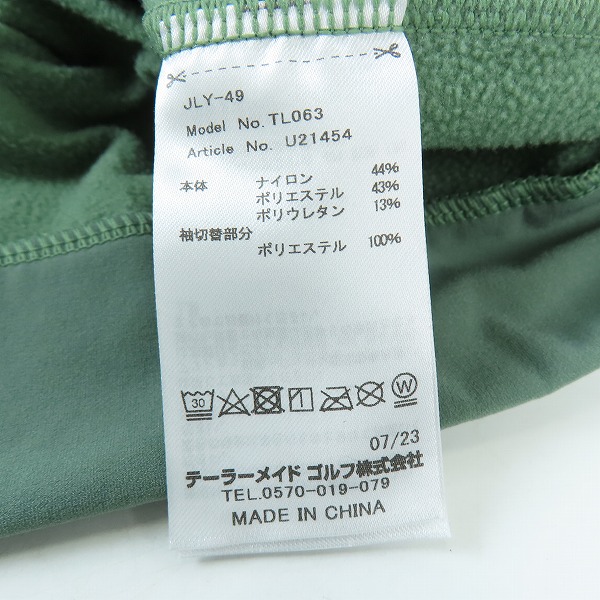 JLY-49
Model No. TL063
Article No. U21454
本体 ナイロン 44%
ポリエステル 43%
ポリウレタン 13%
袖切替部分
ポリエステル 100%
30 W
07/23
テーラーメイド ゴルフ株式会社
TEL.0570-019-079
MADE IN CHINA